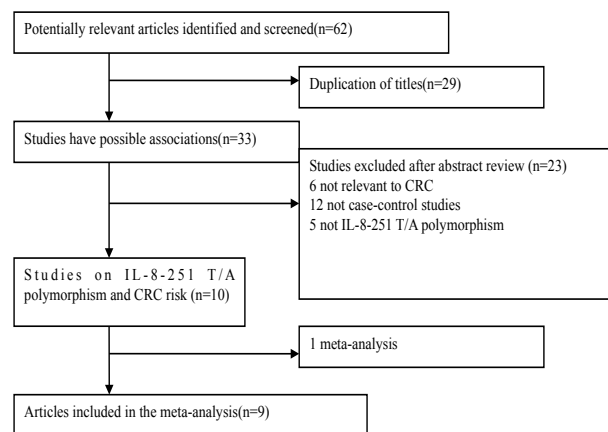 Potentially relevant articles identified and screened(n=62)
Duplication of titles(n=29)
Studies have possible associations(n=33)
Studies excluded after abstract review (n=23)
6 not relevant to CRC
12 not case-control studies
5 not IL-8-251 T/A polymorphism
Studies on IL-8-251 T/A
polymorphism and CRC risk (n=10)
1 meta-analysis
Articles included in the meta-analysis(n=9)